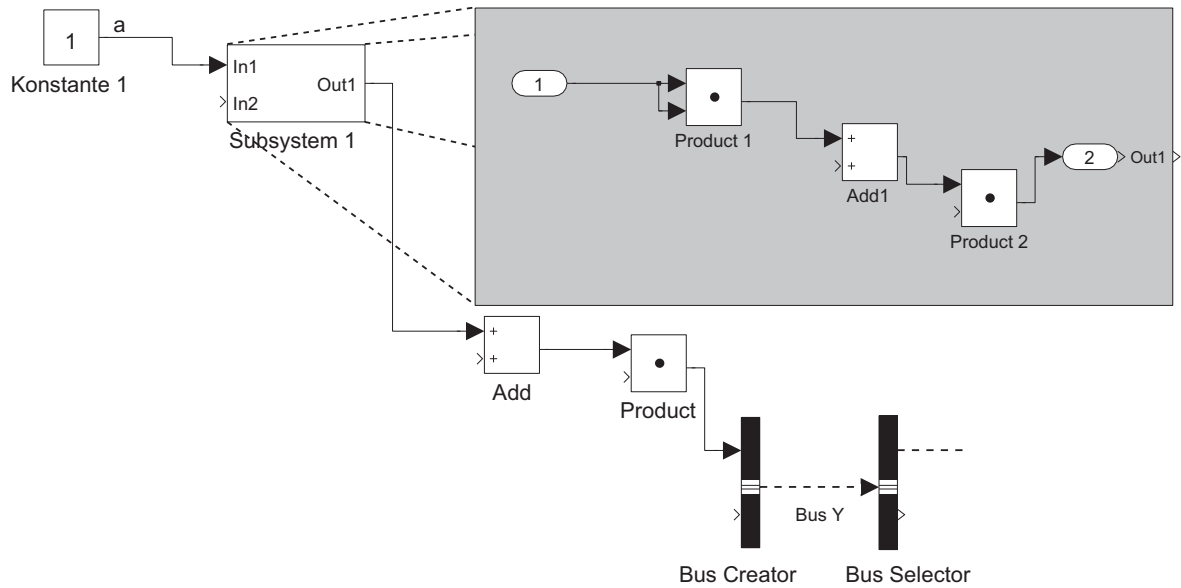 1
a
Konstante 1
In1
In2
Out1
Subsystem 1
1
Product 1
+
+
Add1
Product 2
2
Out1
+
+
Add
Product
Bus Y
Bus Creator
Bus Selector